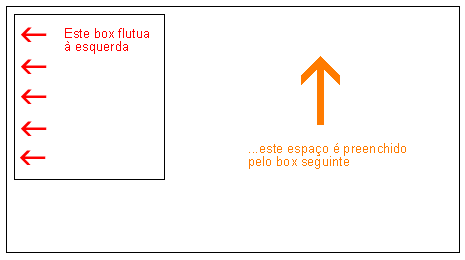 Este box flutua
à esquerda
...este espaço é preenchido
pelo box seguinte